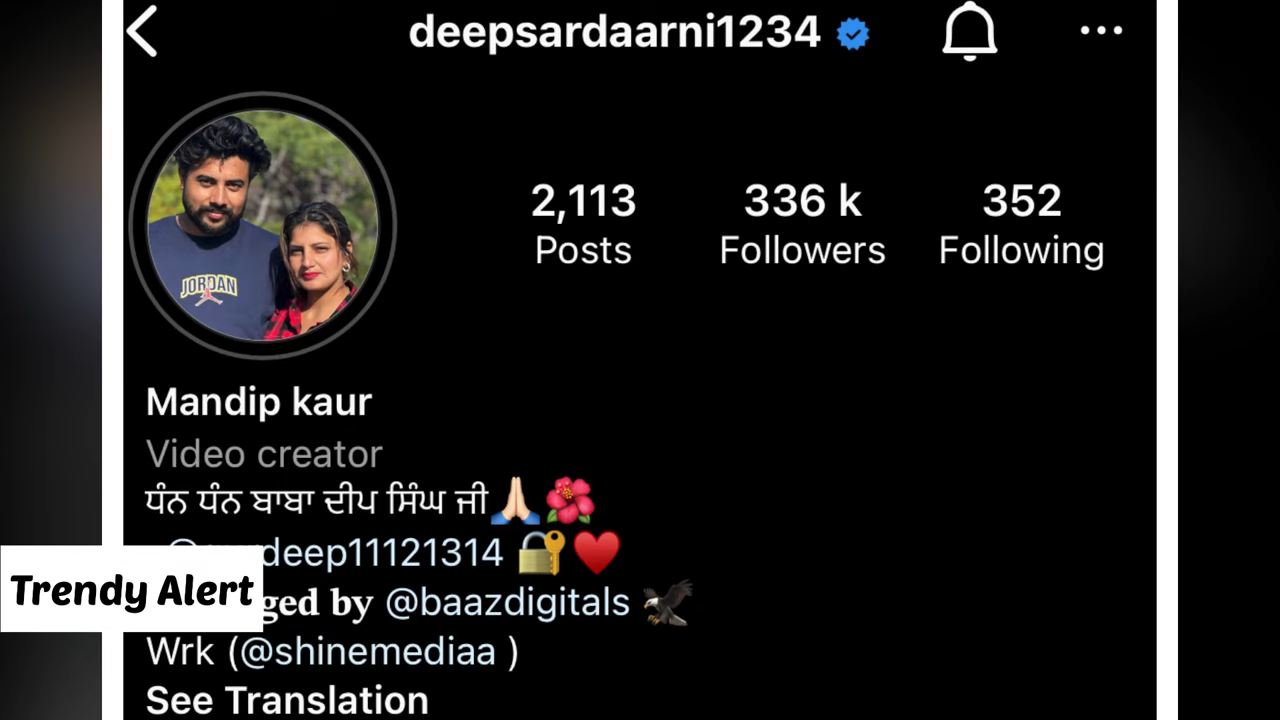 deepsardaarni1234
2,113 336 k 352
Posts Followers Following
JORDAN
Mandip kaur
Video creator
ਧੰਨ ਧੰਨ ਬਾਬਾ ਦੀਪ ਸਿੰਘ ਜੀ🙏🏻🌺
deep11121314 🔐♥️
Trendy Alert
ged by @baazdigitals 🦅
Wrk (@shinemediaa )
See Translation